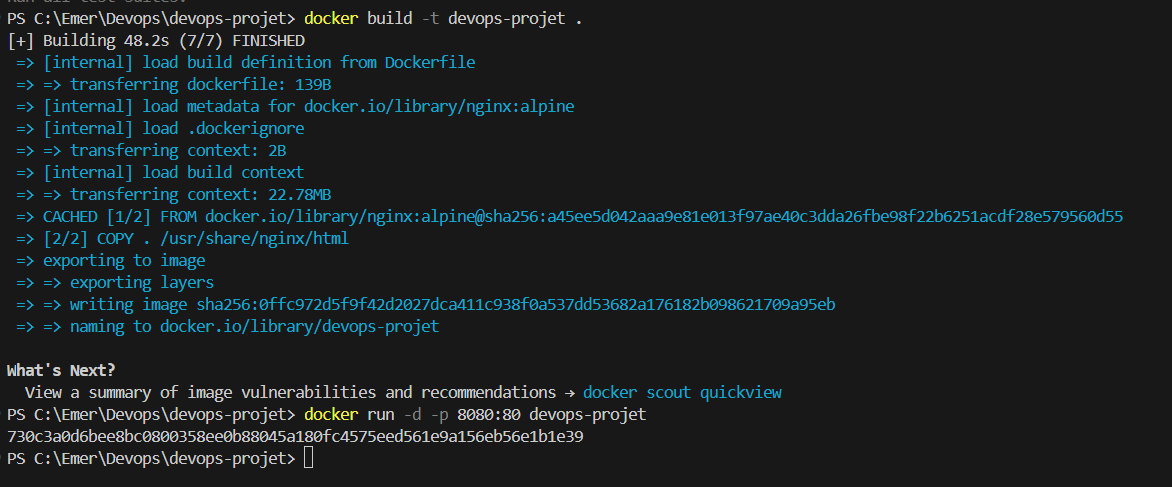 Ran all test suites.
PS C:\Emer\Devops\devops-projet> docker build -t devops-projet .
[+] Building 48.2s (7/7) FINISHED
=> [internal] load build definition from Dockerfile
=> => transferring dockerfile: 139B
=> [internal] load metadata for docker.io/library/nginx:alpine
=> [internal] load .dockerignore
=> => transferring context: 2B
=> [internal] load build context
=> => transferring context: 22.78MB
=> CACHED [1/2] FROM docker.io/library/nginx:alpine@sha256:a45ee5d042aaa9e81e013f97ae40c3dda26fbe98f22b6251acdf28e579560d55
=> [2/2] COPY . /usr/share/nginx/html
=> exporting to image
=> => exporting layers
=> => writing image sha256:0ffc972d5f9f42d2027dca411c938f0a537dd53682a176182b098621709a95eb
=> => naming to docker.io/library/devops-projet
What's Next?
View a summary of image vulnerabilities and recommendations → docker scout quickview
PS C:\Emer\Devops\devops-projet> docker run -d -p 8080:80 devops-projet
730c3a0d6bee8bc0800358ee0b88045a180fc4575eed561e9a156eb56e1b1e39
PS C:\Emer\Devops\devops-projet>